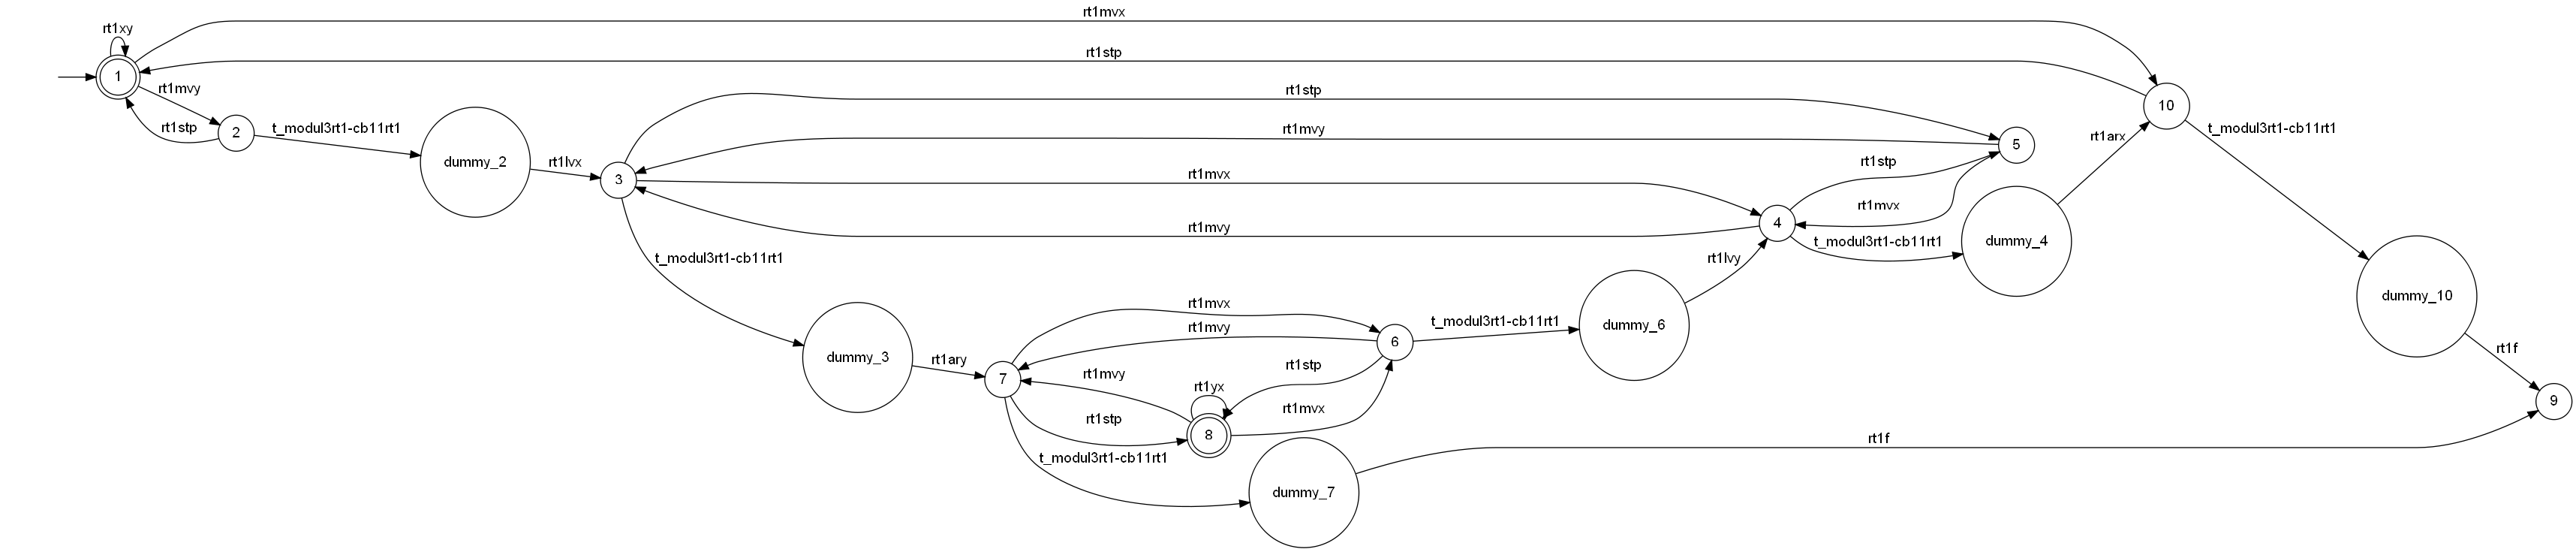 rt1mvx
rt1xy
rt1stp
1
rt1mvy
rt1stp
10
rt1stp
2
t_modul3rt1-cb11rt1
dummy_2
rt1lvx
3
rt1mvy
5
rt1arx
t_modul3rt1-cb11rt1
rt1stp
rt1mvx
rt1mvx
4
rt1mvy
t_modul3rt1-cb11rt1
dummy_4
t_modul3rt1-cb11rt1
rt1lvy
dummy_10
rt1mvx
rt1mvy
t_modul3rt1-cb11rt1
dummy_6
6
dummy_3
rt1ary
rt1f
rt1stp
rt1mvy
7
rt1yx
9
rt1stp
rt1mvx
8
rt1f
t_modul3rt1-cb11rt1
dummy_7